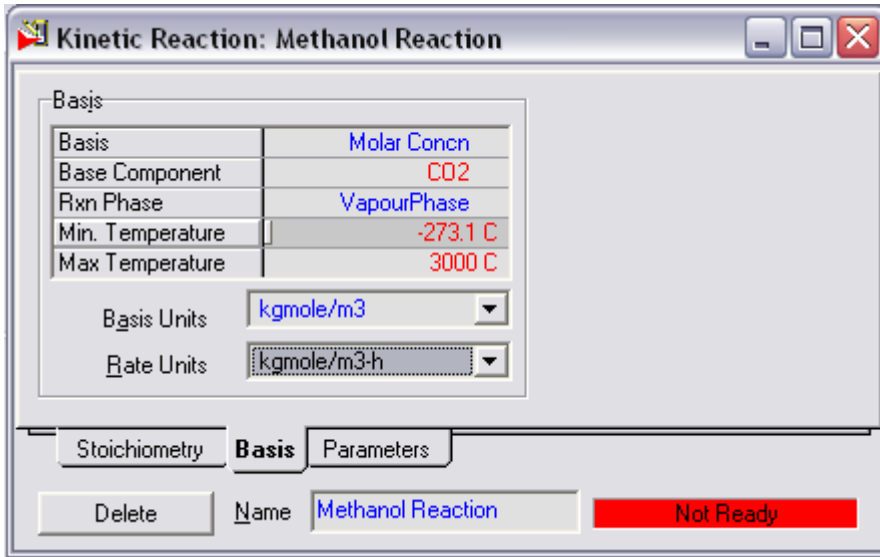 Kinetic Reaction: Methanol Reaction
Basis
Basis Molar Concn
Base Component CO2
Rxn Phase VapourPhase
Min. Temperature -273.1 C
Max Temperature 3000 C
Basis Units kgmole/m3
Rate Units kgmole/m3-h
Stoichiometry Basis Parameters
Delete Name Methanol Reaction Not Ready